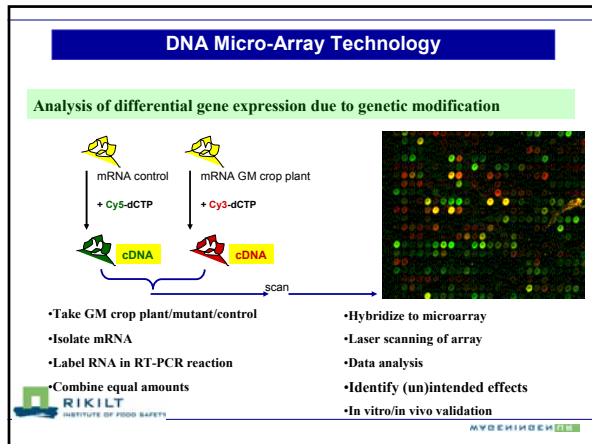 DNA Micro-Array Technology
Analysis of differential gene expression due to genetic modification
mRNA control
mRNA GM crop plant
+ Cy5-dCTP
+ Cy3-dCTP
cDNA
cDNA
scan
•Take GM crop plant/mutant/control
•Isolate mRNA
•Label RNA in RT-PCR reaction
•Combine equal amounts
•Hybridize to microarray
•Laser scanning of array
•Data analysis
•Identify (un)intended effects
•In vitro/in vivo validation
RIKILT
INSTITUTE OF FOOD SAFETY
WAGENINGEN UR